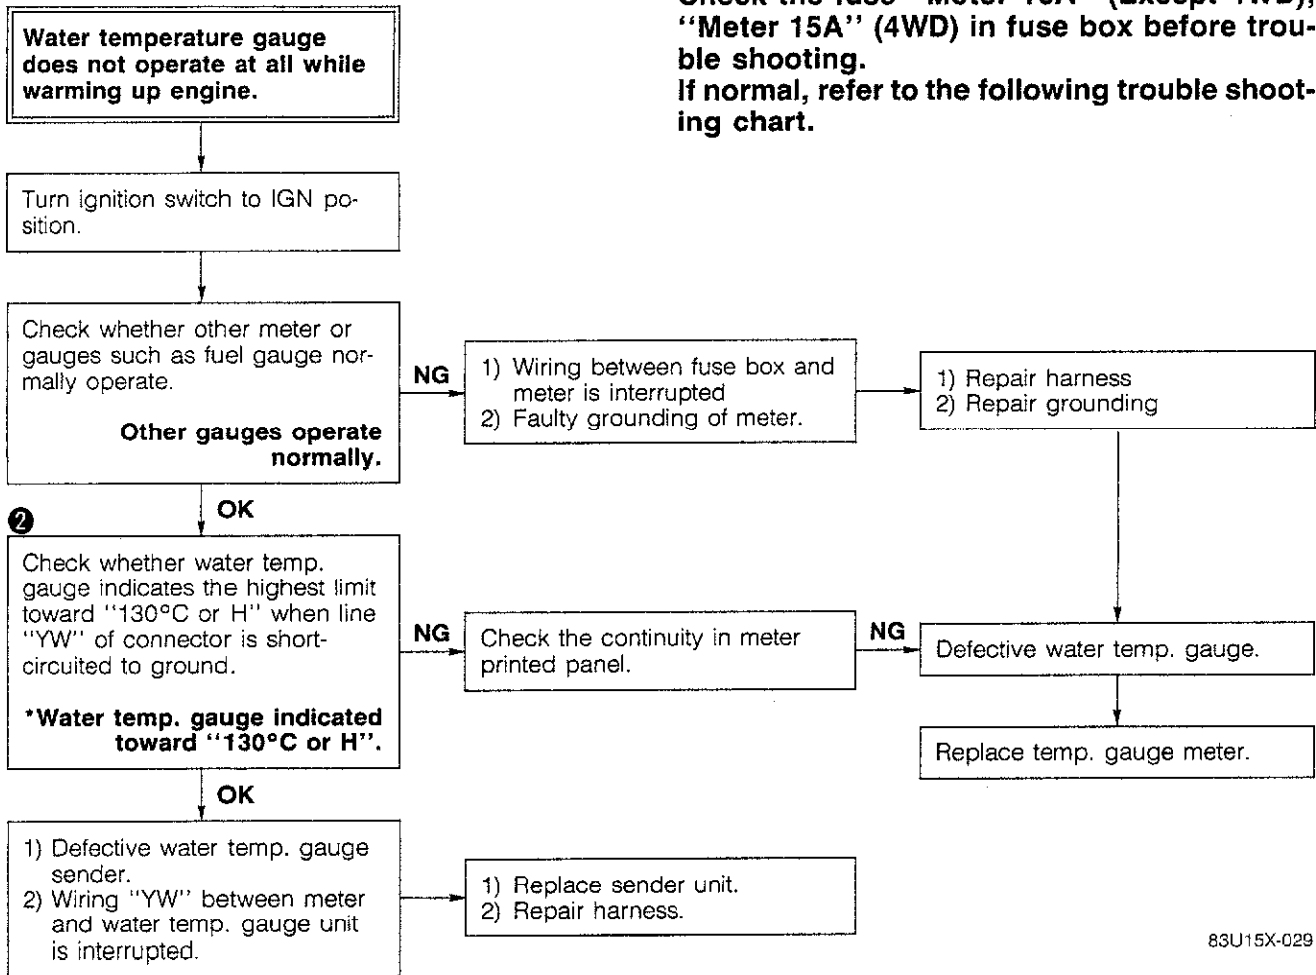 Check the fuse
"Meter 15A" (4WD) in fuse box before trou-
ble shooting.
If normal, refer to the following trouble shoot-
ing chart.
Water temperature gauge
does not operate at all while
warming up engine.
Turn ignition switch to IGN po-
sition.
Check whether other meter or
gauges such as fuel gauge nor-
mally operate.
Other gauges operate
normally.
NG
1) Wiring between fuse box and
meter is interrupted
2) Faulty grounding of meter.
1) Repair harness
2) Repair grounding
OK
2
Check whether water temp.
gauge indicates the highest limit
toward "130°C or H" when line
"YW" of connector is short-
circuited to ground.
*Water temp. gauge indicated
toward "130°C or H".
NG
Check the continuity in meter
printed panel.
NG
Defective water temp. gauge.
Replace temp. gauge meter.
OK
1) Defective water temp. gauge
sender.
2) Wiring "YW" between meter
and water temp. gauge unit
is interrupted.
1) Replace sender unit.
2) Repair harness.
83U15X-029